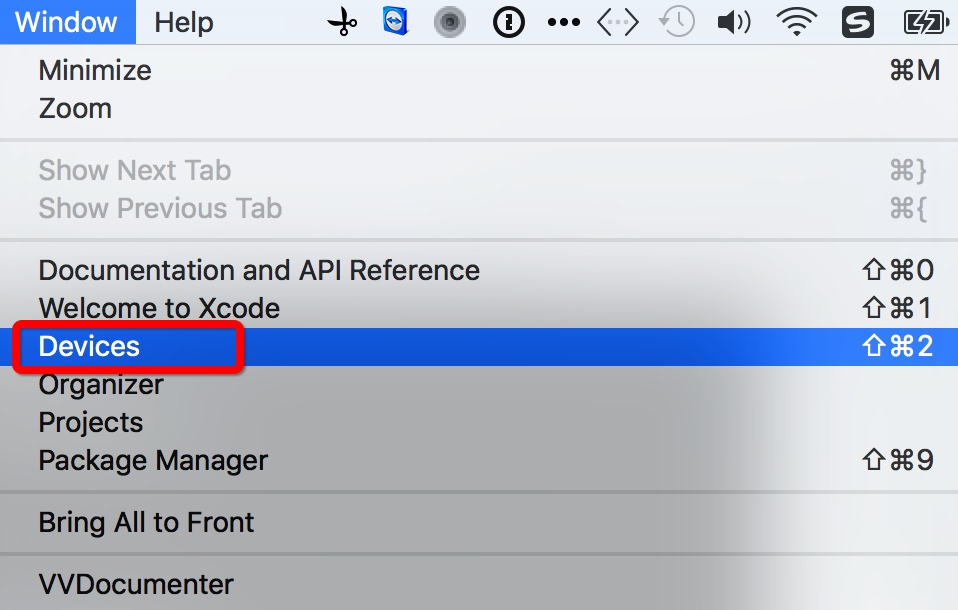 Window Help
Minimize ⌘M
Zoom
Show Next Tab ⌘}
Show Previous Tab ⌘{
Documentation and API Reference ⇧⌘0
Welcome to Xcode ⇧⌘1
Devices ⇧⌘2
Organizer
Projects
Package Manager ⇧⌘9
Bring All to Front
VVDocumenter